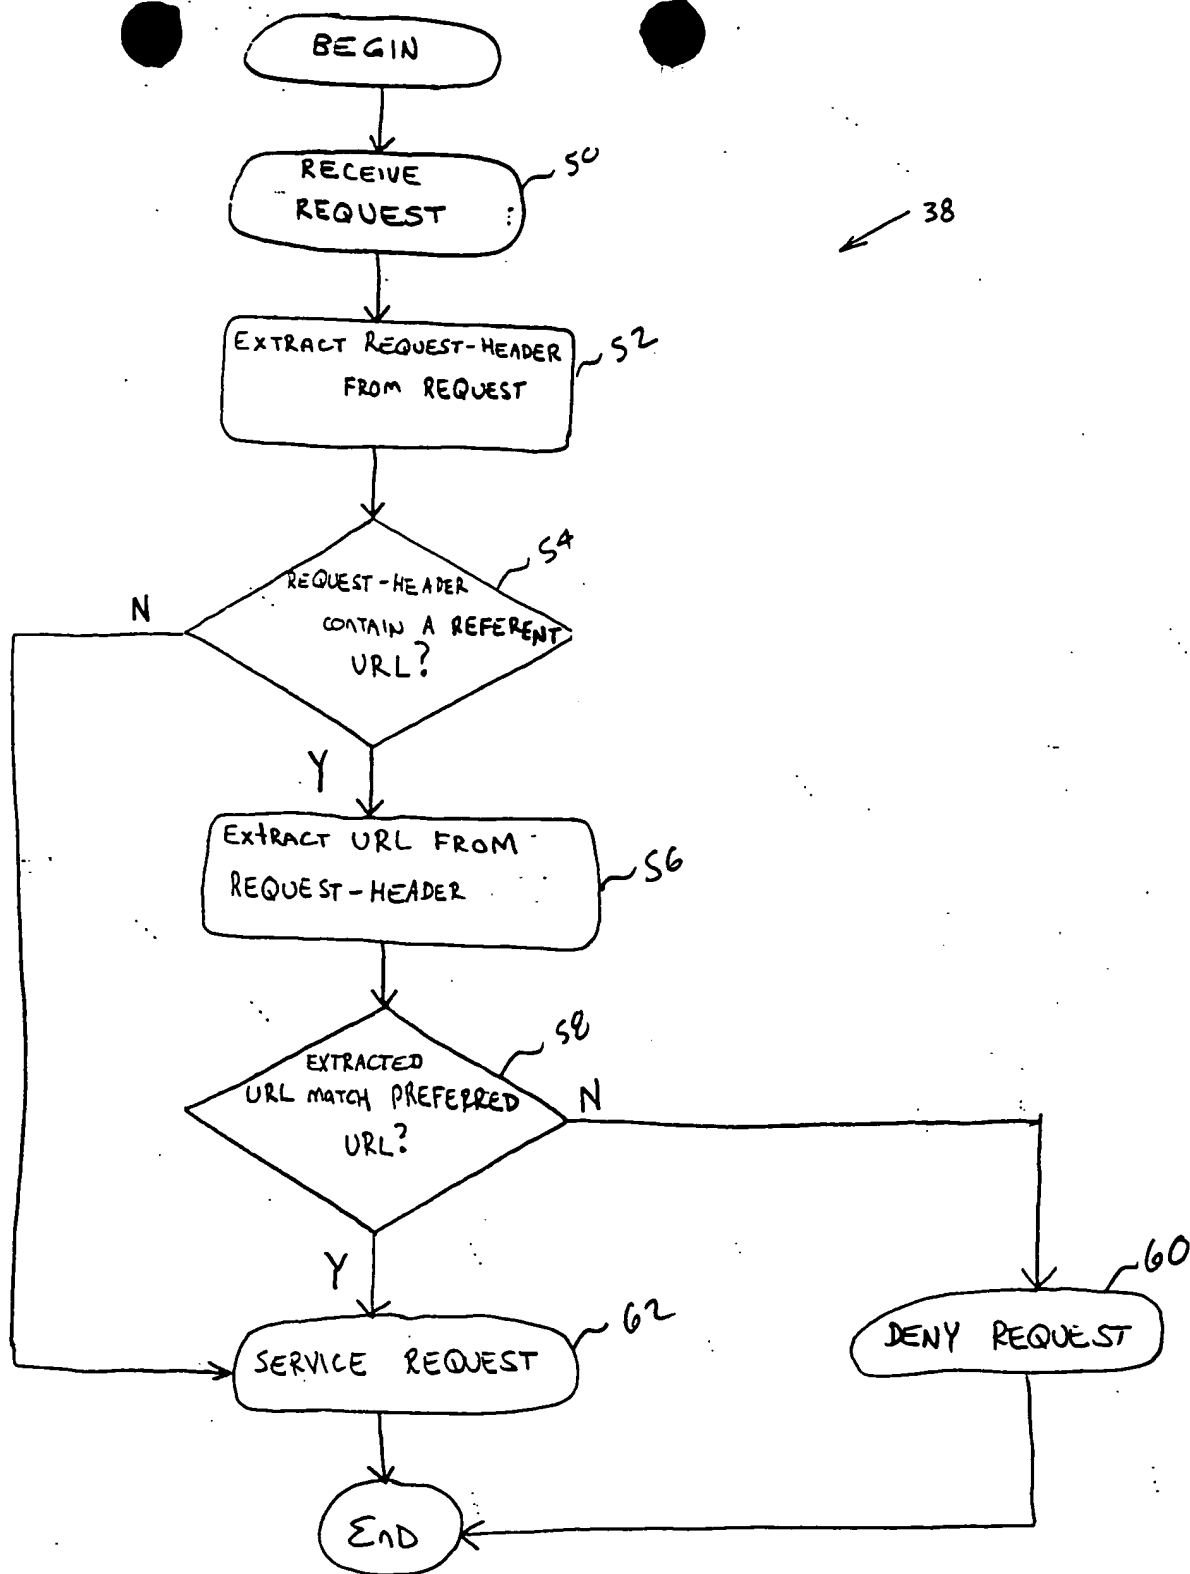 BEGIN
RECEIVE
REQUEST
50
38
EXTRACT REQUEST-HEADER
FROM REQUEST
52
54
REQUEST-HEADER
CONTAIN A REFERENT
URL?
N
Y
EXTRACT URL FROM
REQUEST-HEADER
56
58
EXTRACTED
URL MATCH PREFERRED
URL?
N
Y
60
DENY REQUEST
62
SERVICE REQUEST
END